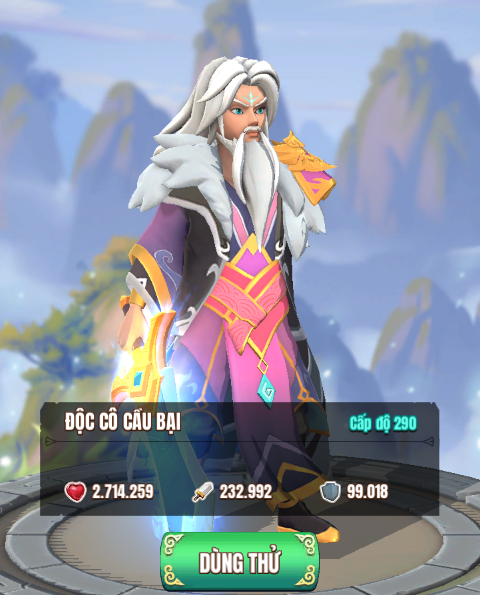 ĐỘC CÔ CẦU BẠI
Cấp độ 290
2.714.259 232.992 99.018
DÙNG THỬ